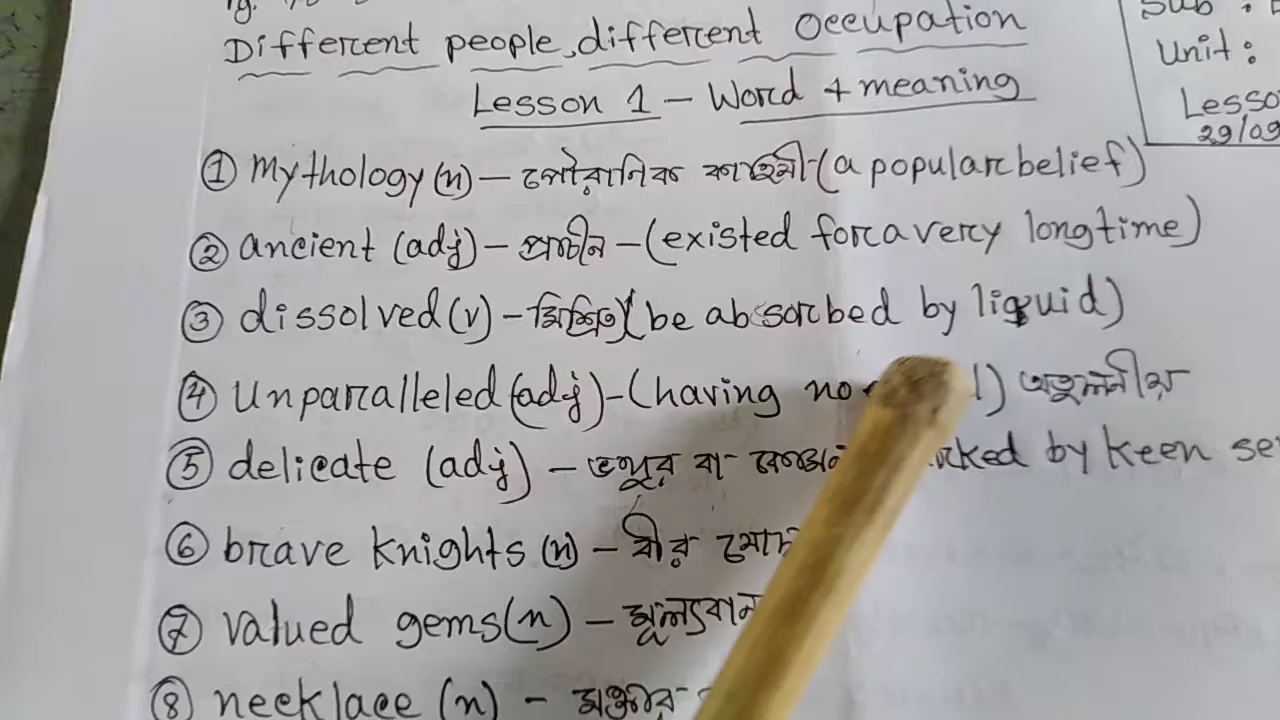 Different people, different Occupation
Lesson 1 – Word + meaning
Sub :
Unit :
Lesso
29/09
① Mythology (n) – পৌরানিক কাহিনী – (a popular belief)
② ancient (adj) – প্রাচীন – (existed for a very long time)
③ dissolved (v) – মিশ্রিত (be absorbed by liquid)
④ Unparalleled (adj) – (having no অতুলনীয়
⑤ delicate (adj) – ভঙ্গুর বা by keen se
⑥ brave knights (n) – বীর
⑦ valued gems (n) – মূল্যবান
⑧ necklace (n) –